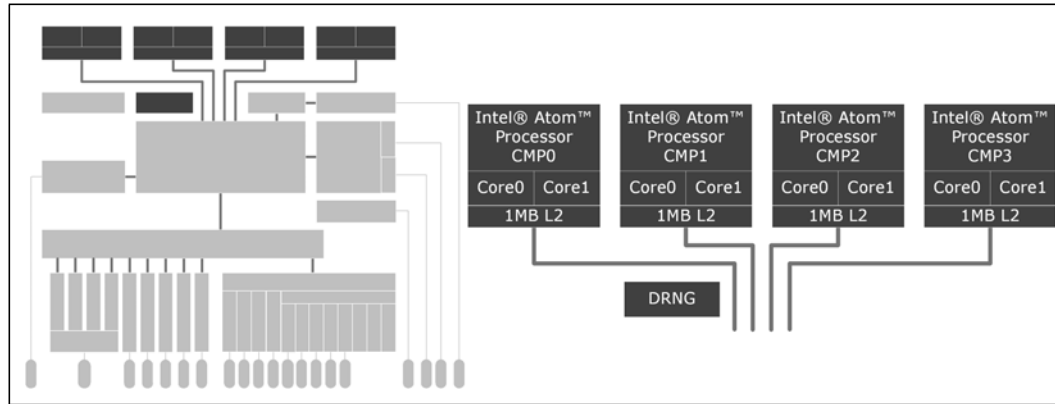 Intel® Atom™
Processor
CMP0
Core0 Core1
1MB L2
Intel® Atom™
Processor
CMP1
Core0 Core1
1MB L2
Intel® Atom™
Processor
CMP2
Core0 Core1
1MB L2
Intel® Atom™
Processor
CMP3
Core0 Core1
1MB L2
DRNG